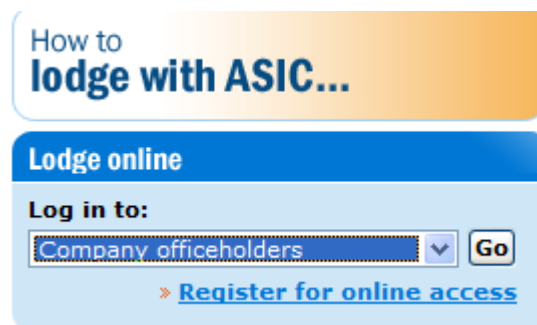 How to
lodge with ASIC...
Lodge online
Log in to:
Company officeholders Go
» Register for online access